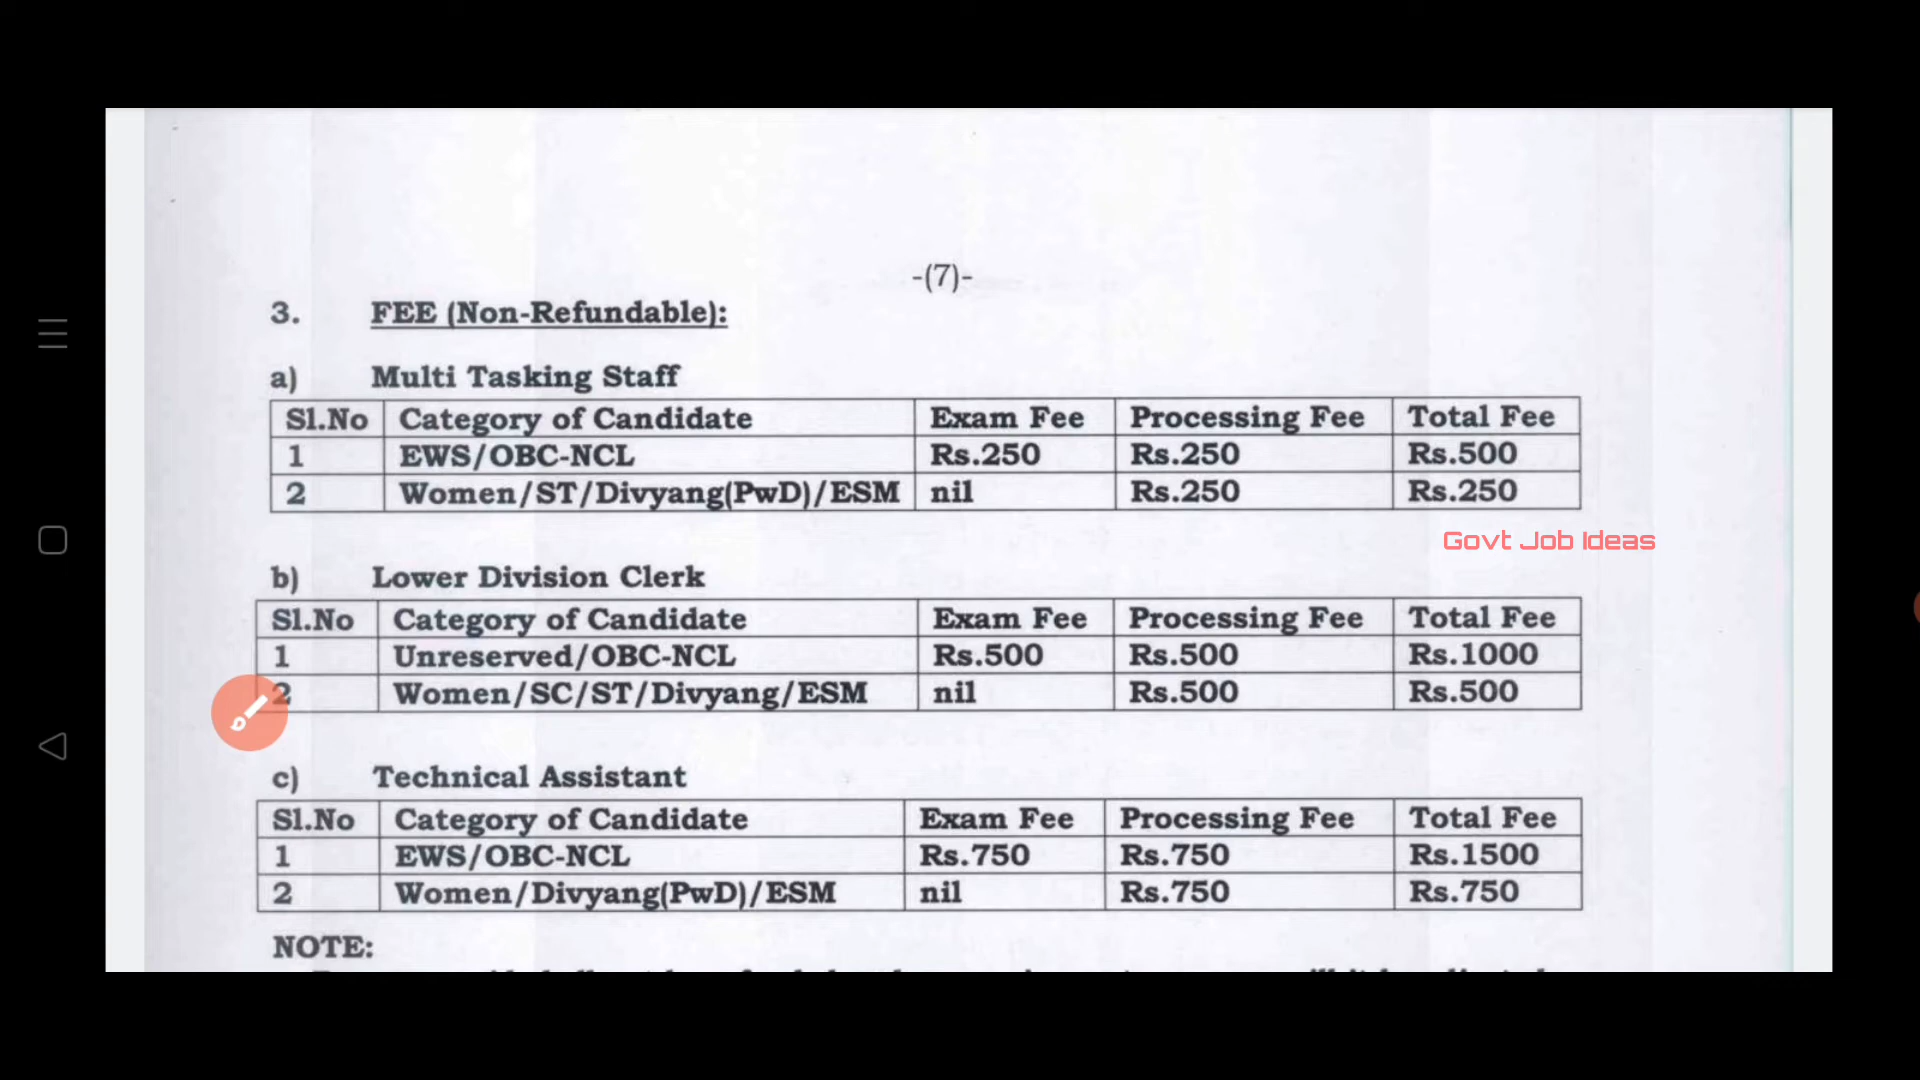 -(7)-
3. FEE (Non-Refundable):
a) Multi Tasking Staff
Sl.No Category of Candidate Exam Fee Processing Fee Total Fee
1 EWS/OBC-NCL Rs.250 Rs.250 Rs.500
2 Women/ST/Divyang(PwD)/ESM nil Rs.250 Rs.250
Govt Job Ideas
b) Lower Division Clerk
Sl.No Category of Candidate Exam Fee Processing Fee Total Fee
1 Unreserved/OBC-NCL Rs.500 Rs.500 Rs.1000
2 Women/SC/ST/Divyang/ESM nil Rs.500 Rs.500
c) Technical Assistant
Sl.No Category of Candidate Exam Fee Processing Fee Total Fee
1 EWS/OBC-NCL Rs.750 Rs.750 Rs.1500
2 Women/Divyang(PwD)/ESM nil Rs.750 Rs.750
NOTE: